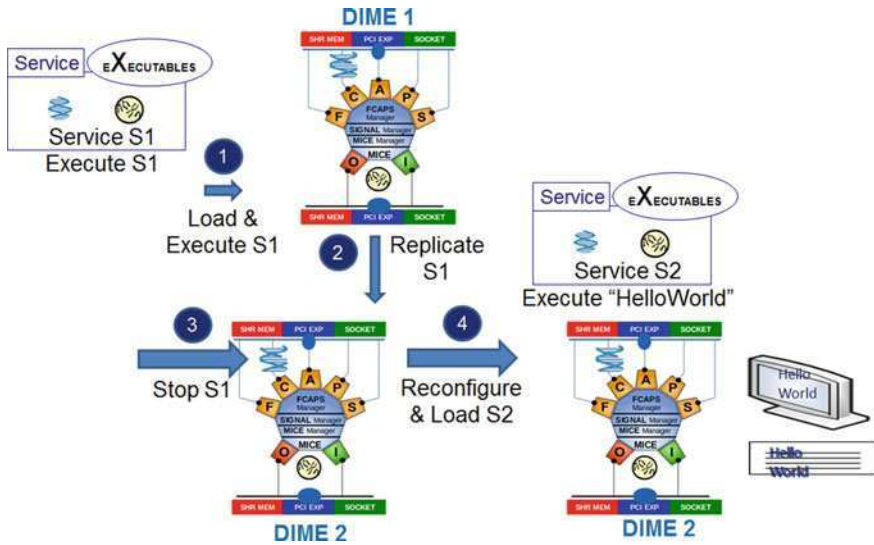 DIME 1
SHR MEM PCI EXP SOCKET
Service
EXECUTABLES
Service S1
Execute S1
F C A P S
FCAPS
Manager
SIGNAL Manager
MICE Manager
MICE
O I
SHR MEM PCI EXP SOCKET
1
Load &
Execute S1
2
Replicate
S1
Service
EXECUTABLES
Service S2
Execute “HelloWorld”
3
Stop S1
SHR MEM PCI EXP SOCKET
F C A P S
FCAPS
Manager
SIGNAL Manager
MICE Manager
MICE
O I
SHR MEM PCI EXP SOCKET
DIME 2
4
Reconfigure
& Load S2
SHR MEM PCI EXP SOCKET
F C A P S
FCAPS
Manager
SIGNAL Manager
MICE Manager
MICE
O I
SHR MEM PCI EXP SOCKET
DIME 2
Hello
World
Hello
World